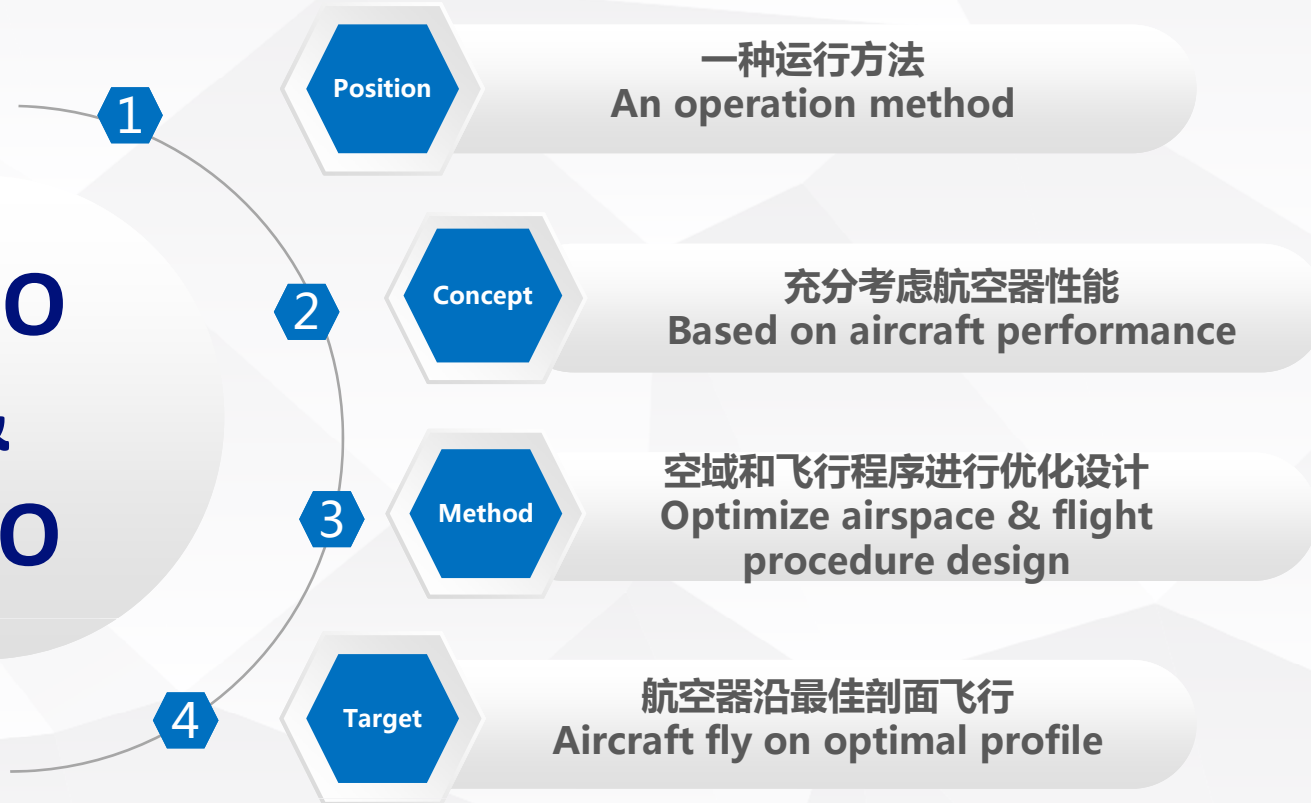 O
&
O
1
Position
一种运行方法
An operation method
2
Concept
充分考虑航空器性能
Based on aircraft performance
3
Method
空域和飞行程序进行优化设计
Optimize airspace & flight
procedure design
4
Target
航空器沿最佳剖面飞行
Aircraft fly on optimal profile